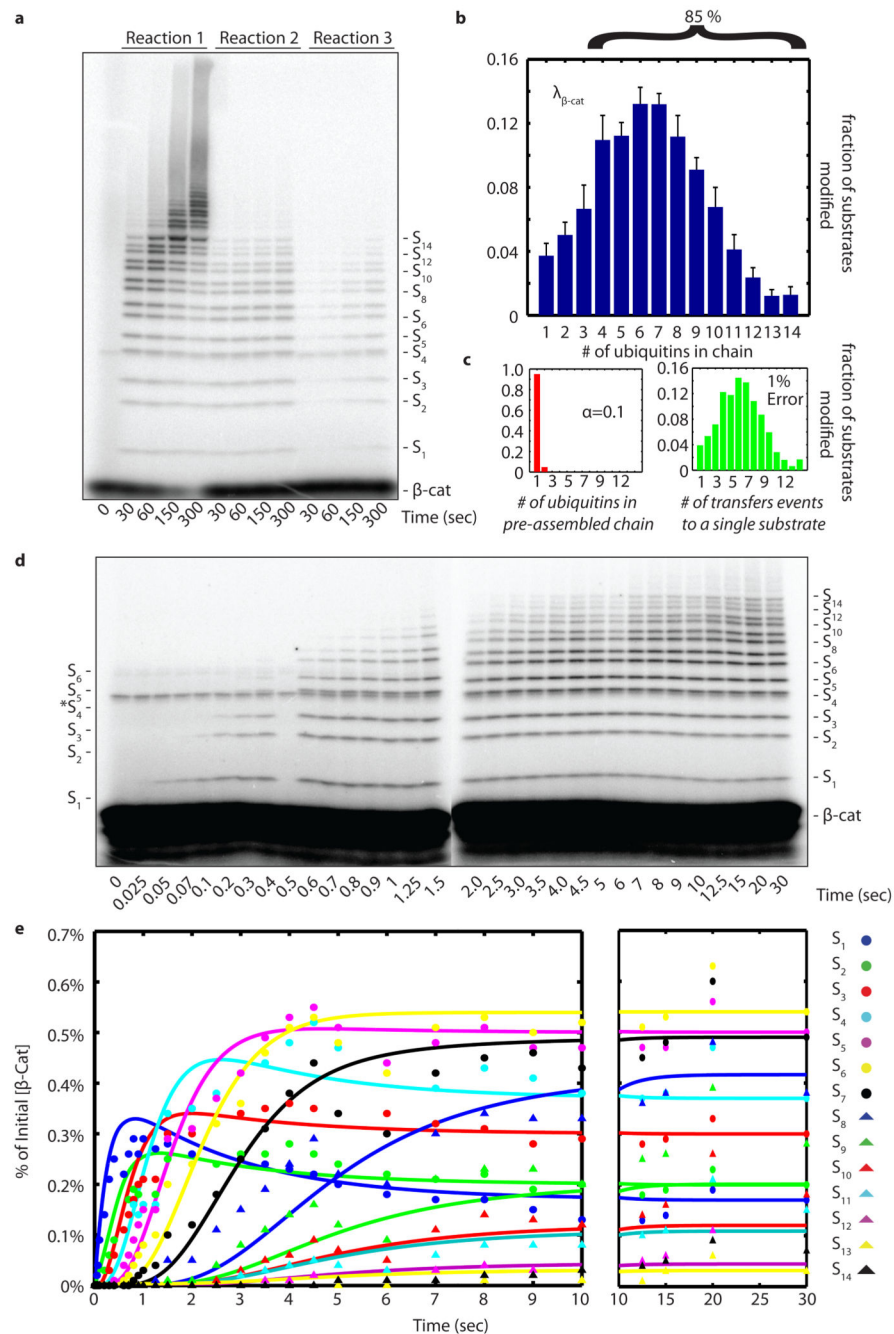 a
Reaction 1 Reaction 2 Reaction 3
- S14
- S12
- S10
- S8
- S6
- S5
- S4
- S3
- S2
- S1
- β-cat
0 30 60 150 300 30 60 150 300 30 60 150 300 Time (sec)
b
85 %
0.16
0.12
0.08
0.04
0
λβ-cat
fraction of substrates
modified
1 2 3 4 5 6 7 8 9 10 11 12 13 14
# of ubiquitins in chain
c
1.0
0.8
0.6
0.4
0.2
0
α=0.1
1 3 5 7 9 12
# of ubiquitins in
pre-assembled chain
0.16
0.12
0.08
0.04
0
1%
Error
1 3 5 7 9 12
# of transfers events
to a single substrate
fraction of substrates
modified
d
S6 -
S5 -
*S4 -
S3 -
S2 -
S1 -
- S14
- S12
- S10
- S8
- S6
- S5
- S4
- S3
- S2
- S1
- β-cat
0 0.025 0.05 0.07 0.1 0.2 0.3 0.4 0.5 0.6 0.7 0.8 0.9 1 1.25 1.5 2.0 2.5 3.0 3.5 4.0 4.5 5 6 7 8 9 10 12.5 15 20 30
Time (sec)
e
0.7%
0.6%
0.5%
0.4%
0.3%
0.2%
0.1%
0%
% of Initial [β-Cat]
0 1 2 3 4 5 6 7 8 9 10
10 15 20 25 30
Time (sec)
S1
S2
S3
S4
S5
S6
S7
S8
S9
S10
S11
S12
S13
S14